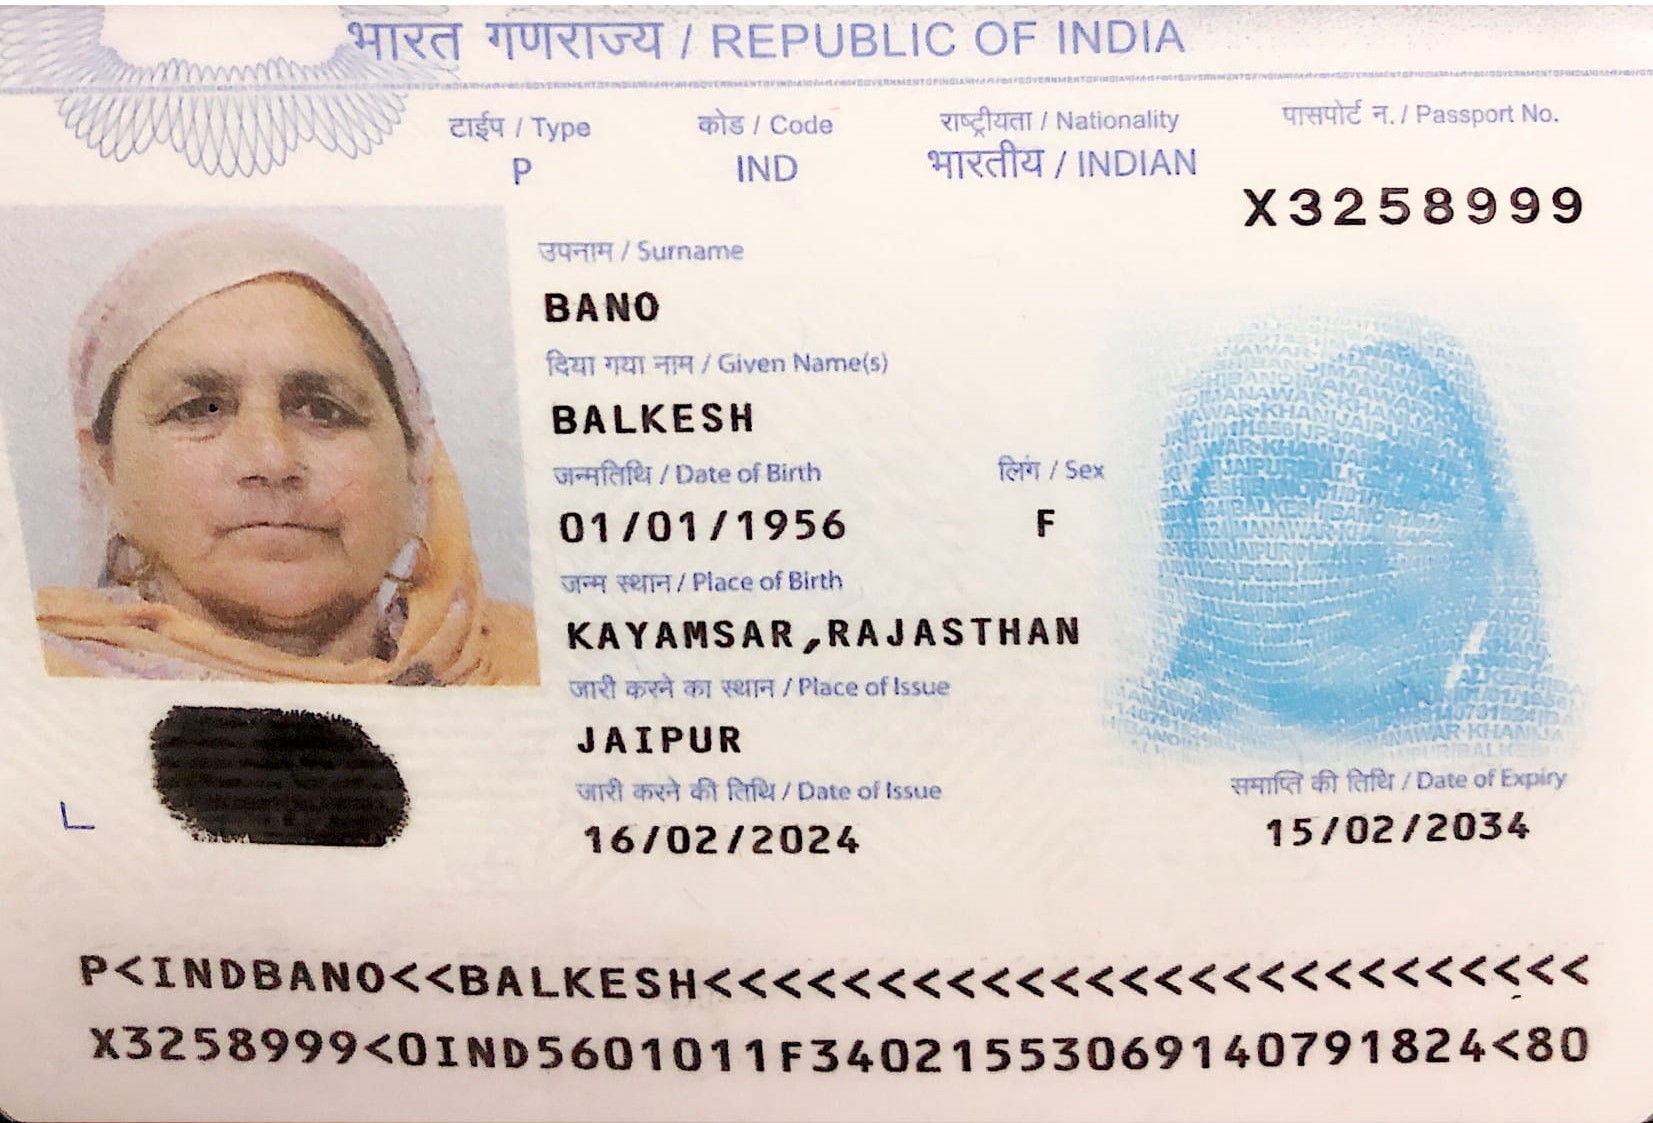 भारत गणराज्य / REPUBLIC OF INDIA
टाईप / Type
कोड / Code
राष्ट्रीयता / Nationality
पासपोर्ट न. / Passport No.
P
IND
भारतीय / INDIAN
X3258999
उपनाम / Surname
BANO
दिया गया नाम / Given Name(s)
BALKESH
जन्मतिथि / Date of Birth
लिंग / Sex
01/01/1956
F
जन्म स्थान / Place of Birth
KAYAMSAR,RAJASTHAN
जारी करने का स्थान / Place of Issue
JAIPUR
जारी करने की तिथि / Date of Issue
समाप्ति की तिथि / Date of Expiry
16/02/2024
15/02/2034
P<INDBANO<<BALKESH<<<<<<<<<<<<<<<<<<<<<<<<<<
X3258999<0IND5601011F3402155306914079​1824<80